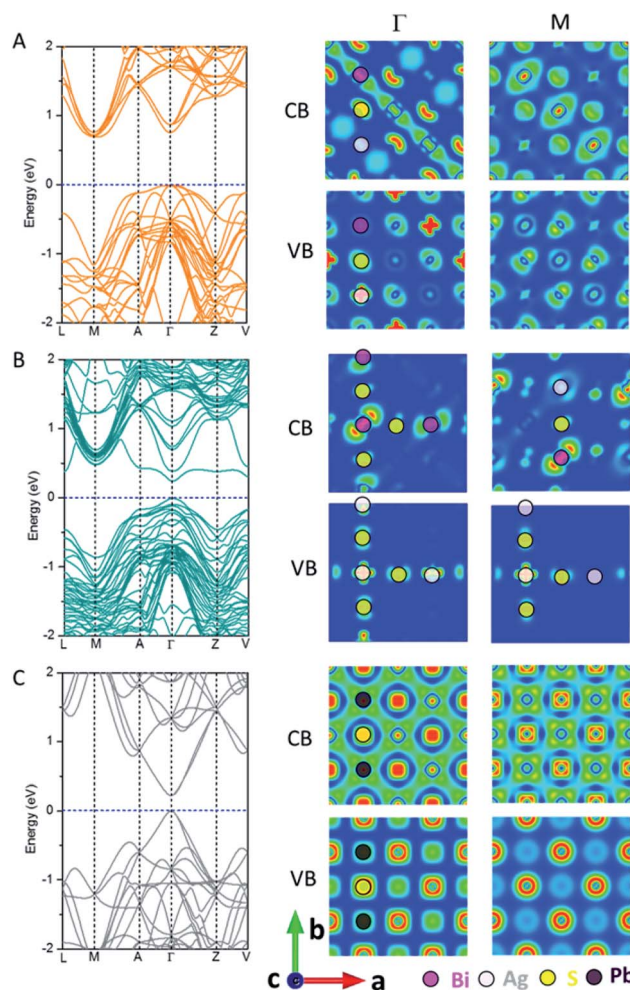 Γ M
A
2
1
0
-1
-2
Energy (eV)
L M A Γ Z V
CB
VB
B
2
1
0
-1
-2
Energy (eV)
L M A Γ Z V
CB
VB
C
2
1
0
-1
-2
Energy (eV)
L M A Γ Z V
CB
VB
b
c a
Bi Ag S Pb